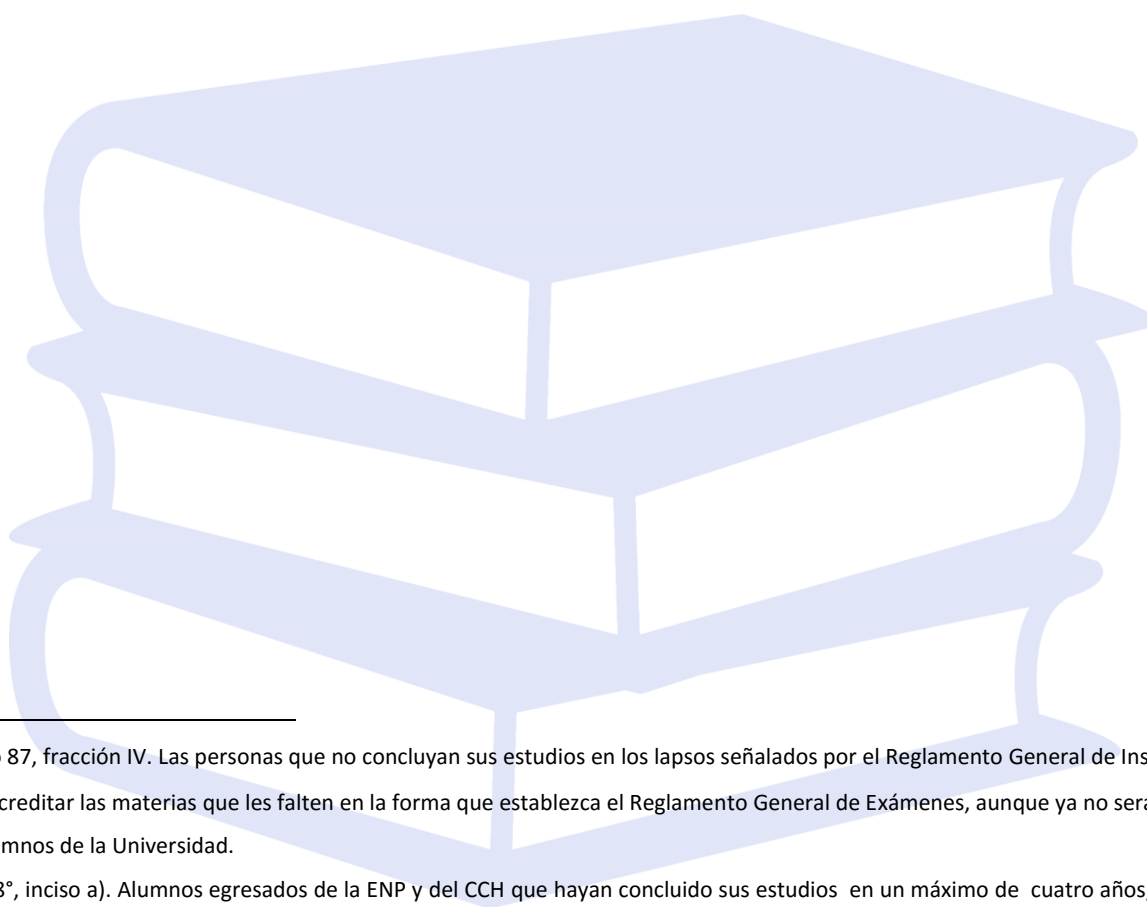 87, fracción IV. Las personas que no concluyan sus estudios en los lapsos señalados por el Reglamento General de Ins
creditar las materias que les falten en la forma que establezca el Reglamento General de Exámenes, aunque ya no ser
mnos de la Universidad.
8°, inciso a). Alumnos egresados de la ENP y del CCH que hayan concluido sus estudios en un máximo de cuatro años,